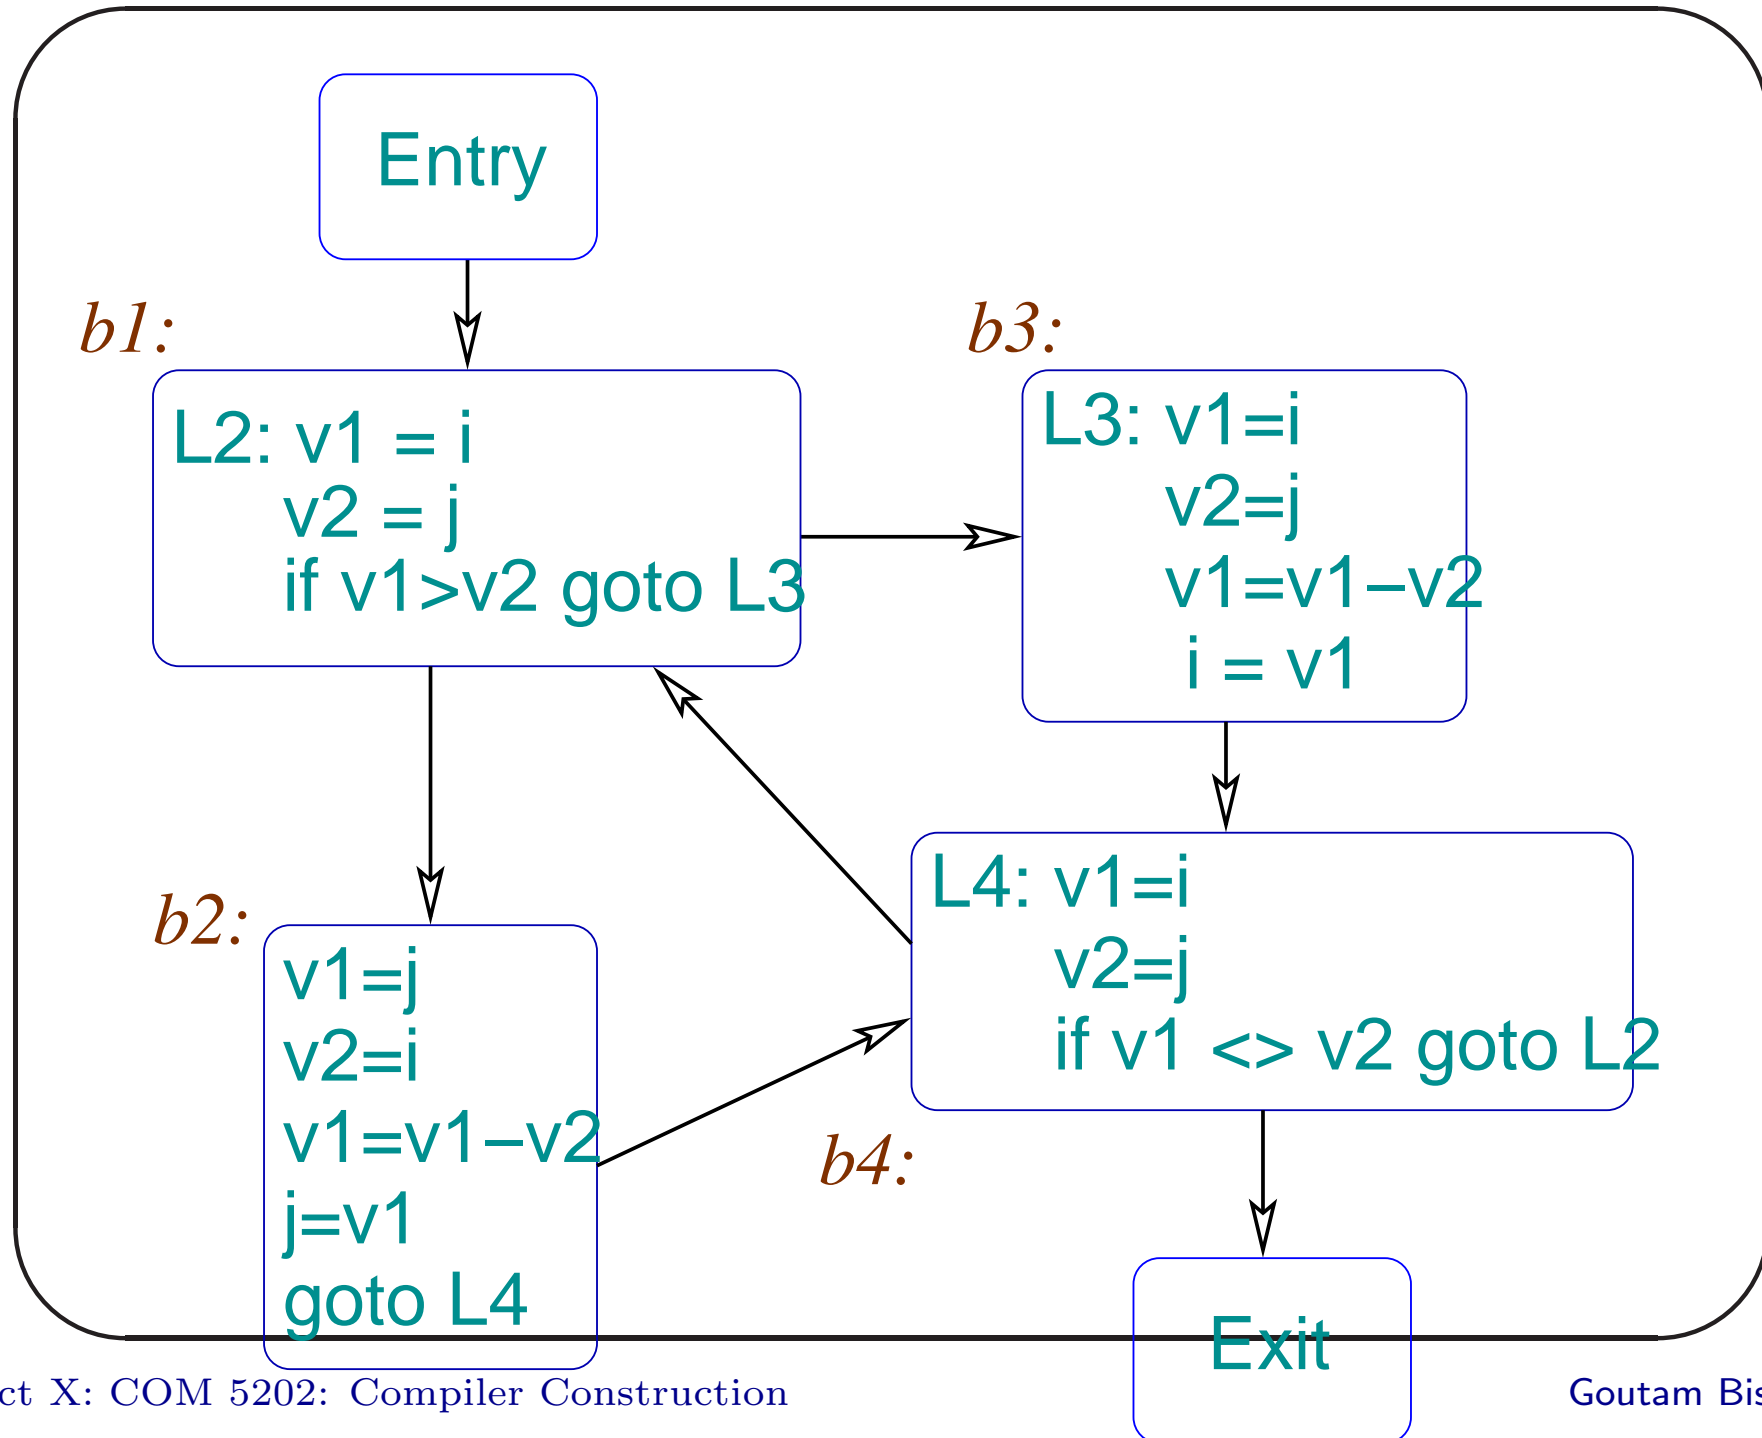 Entry
b1:
L2: v1 = i
v2 = j
if v1>v2 goto L3
b3:
L3: v1=i
v2=j
v1=v1−v2
i = v1
b2:
v1=j
v2=i
v1=v1−v2
j=v1
goto L4
L4: v1=i
v2=j
if v1 <> v2 goto L2
b4:
Exit
ct X: COM 5202: Compiler Construction
Goutam Bis